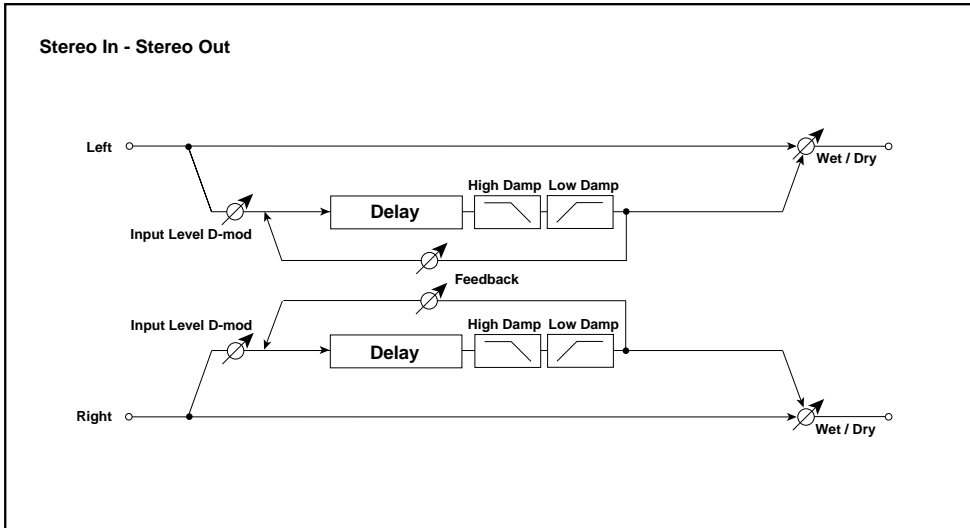 Stereo In - Stereo Out
Left
Wet / Dry
High Damp
Low Damp
Delay
Input Level D-mod
Feedback
Input Level D-mod
High Damp
Low Damp
Delay
Right
Wet / Dry